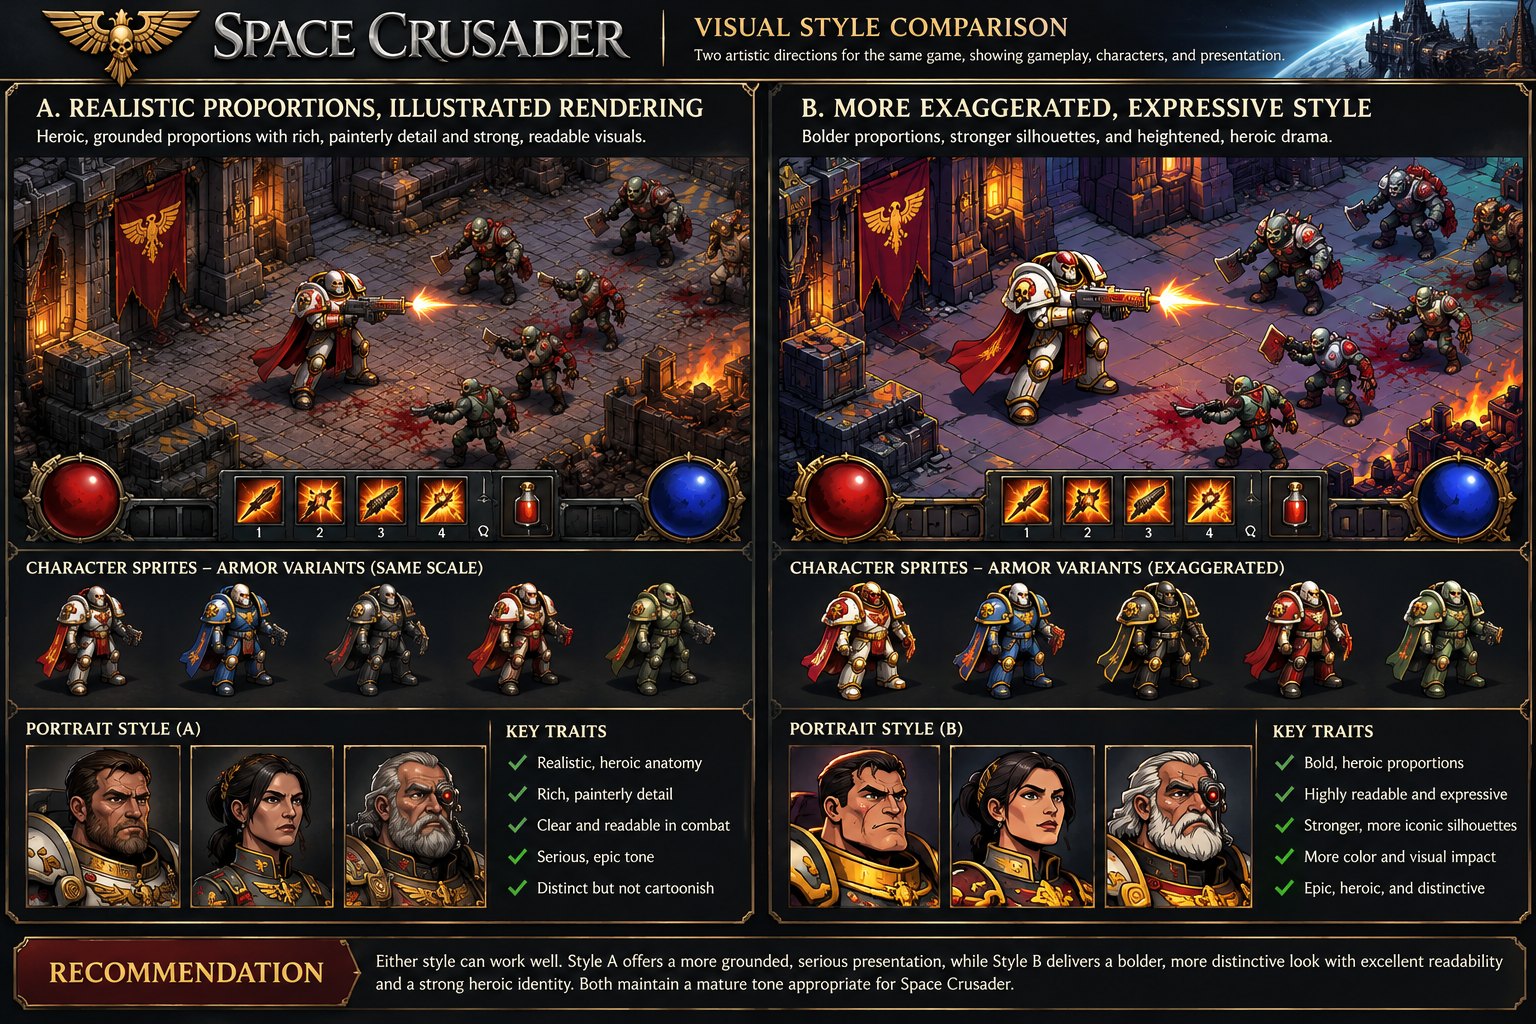 SPACE CRUSADER
VISUAL STYLE COMPARISON
Two artistic directions for the same game, showing gameplay, characters, and presentation.
A. REALISTIC PROPORTIONS, ILLUSTRATED RENDERING
Heroic, grounded proportions with rich, painterly detail and strong, readable visuals.
1 2 3 4 Ω
CHARACTER SPRITES – ARMOR VARIANTS (SAME SCALE)
PORTRAIT STYLE (A)
KEY TRAITS
Realistic, heroic anatomy
Rich, painterly detail
Clear and readable in combat
Serious, epic tone
Distinct but not cartoonish
B. MORE EXAGGERATED, EXPRESSIVE STYLE
Bolder proportions, stronger silhouettes, and heightened, heroic drama.
1 2 3 4 Ω
CHARACTER SPRITES – ARMOR VARIANTS (EXAGGERATED)
PORTRAIT STYLE (B)
KEY TRAITS
Bold, heroic proportions
Highly readable and expressive
Stronger, more iconic silhouettes
More color and visual impact
Epic, heroic, and distinctive
RECOMMENDATION
Either style can work well. Style A offers a more grounded, serious presentation, while Style B delivers a bolder, more distinctive look with excellent readability
and a strong heroic identity. Both maintain a mature tone appropriate for Space Crusader.